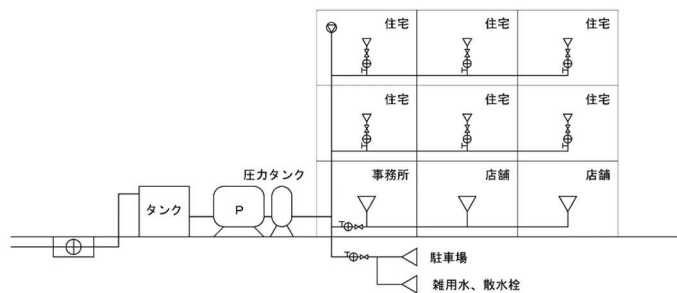 住宅 住宅 住宅
住宅 住宅 住宅
事務所 店舗 店舗
圧力タンク
タンク P
駐車場
雑用水、散水栓